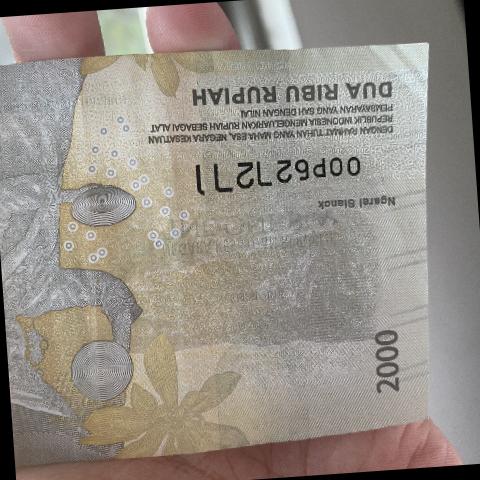 2000
Ngarai Sianok
OOP627271
DENGAN RAHMAT TUHAN YANG MAHA ESA, NEGARA KESATUAN
REPUBLIK INDONESIA MENGELUARKAN RUPIAH SEBAGAI ALAT
PEMBAYARAN YANG SAH DENGAN NILAI
DUA RIBU RUPIAH